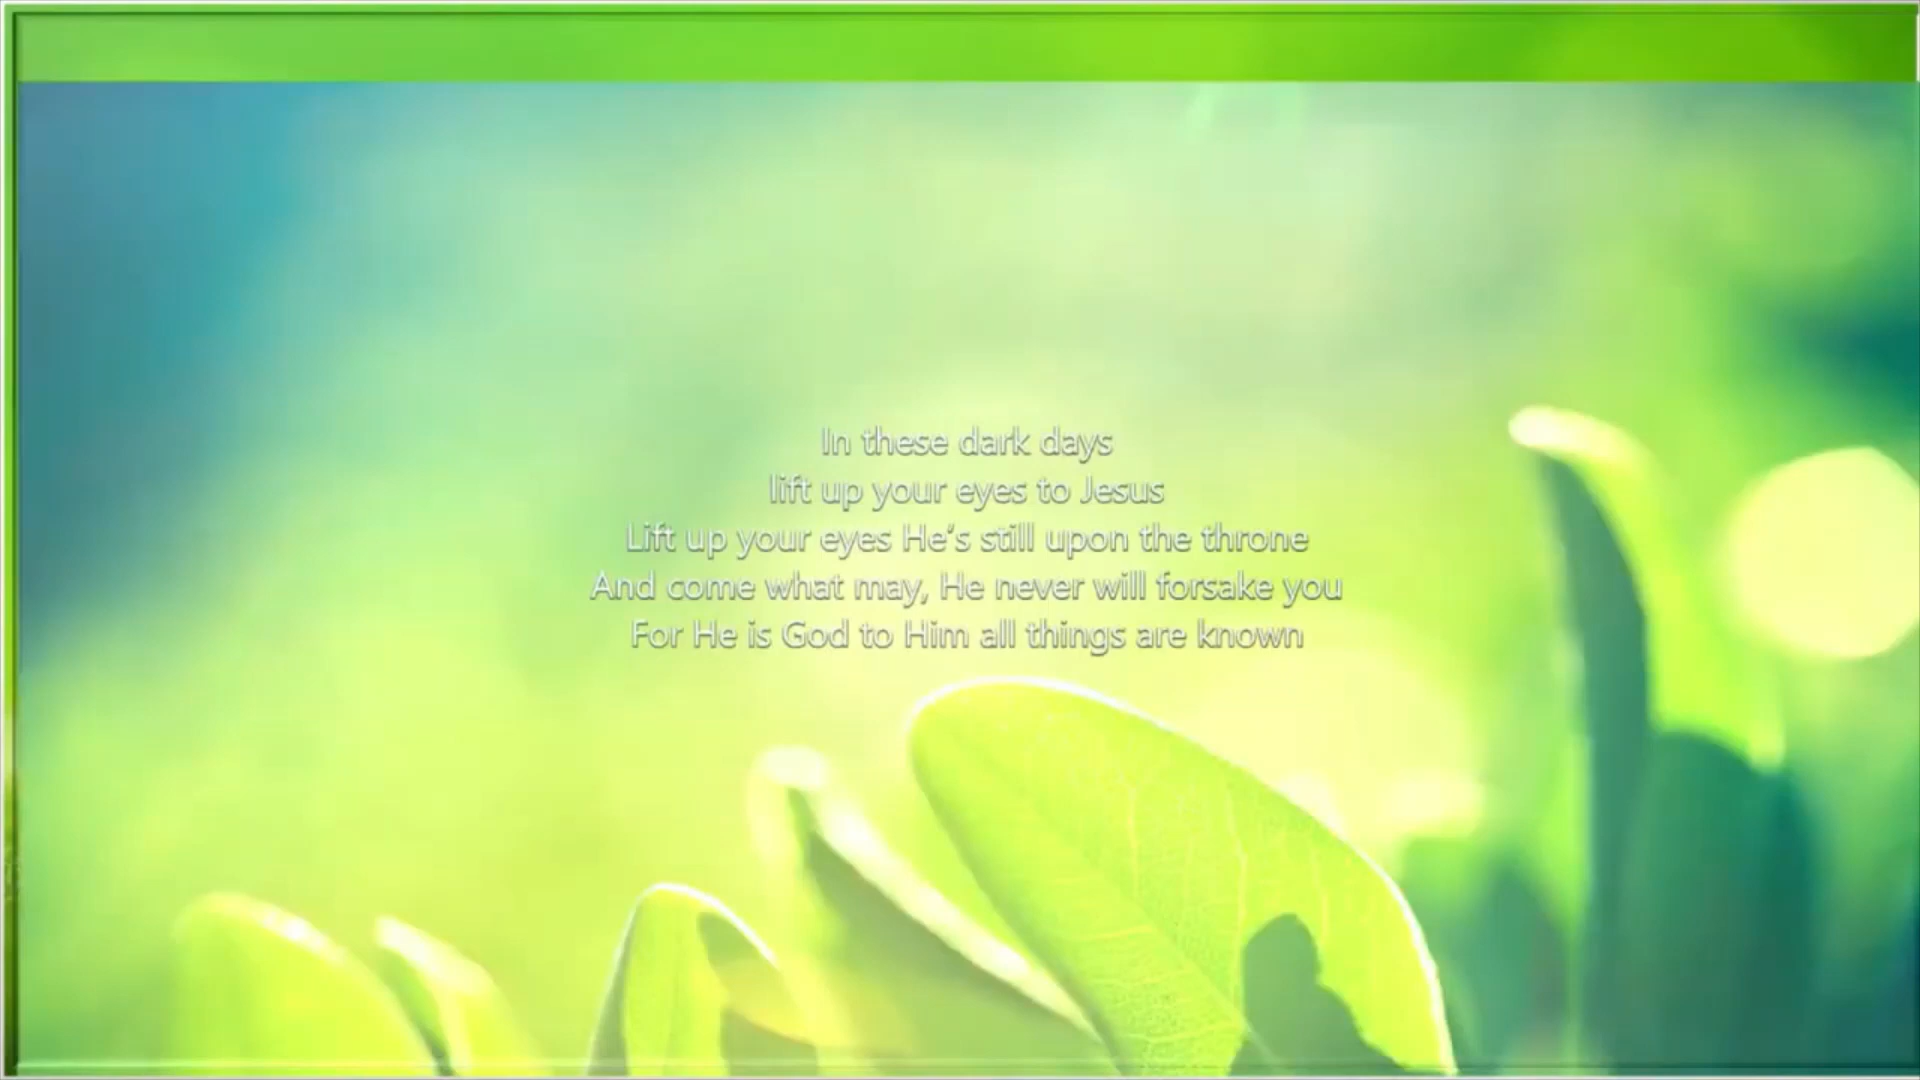 In these dark days
lift up your eyes to Jesus
Lift up your eyes He's still upon the throne
And come what may, He never will forsake you
For He is God to Him all things are known